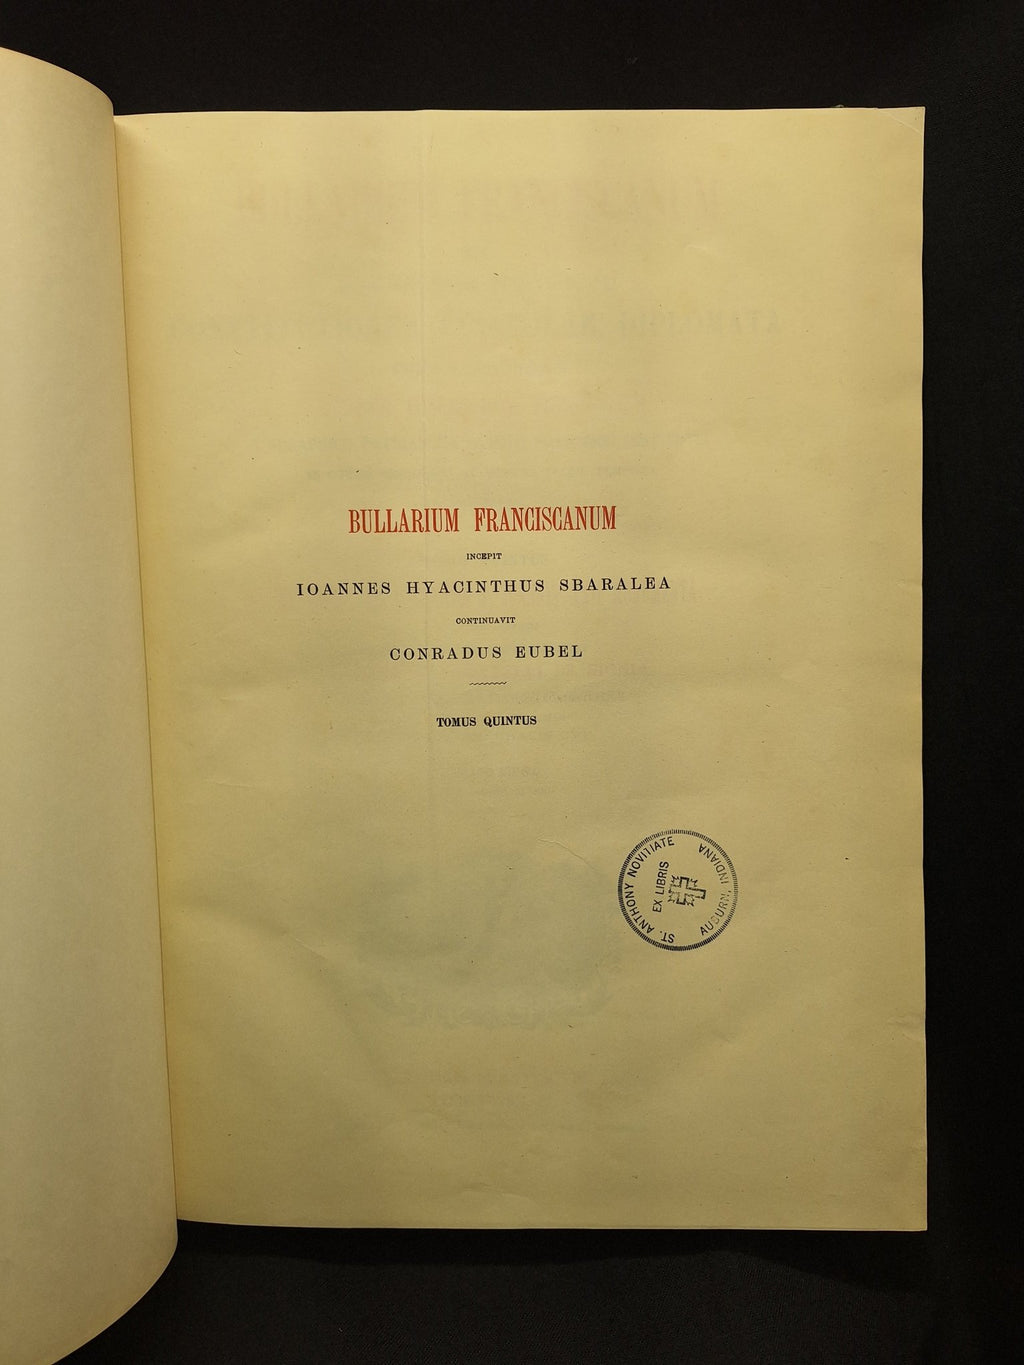 BULLARIUM FRANCISCANUM
INCEPIT
IOANNES HYACINTHUS SBARALEA
CONTINUAVIT
CONRADUS EUBEL
TOMUS QUINTUS
ST. ANTHONY NOVITIATE
EX LIBRIS
AUBURN, INDIANA